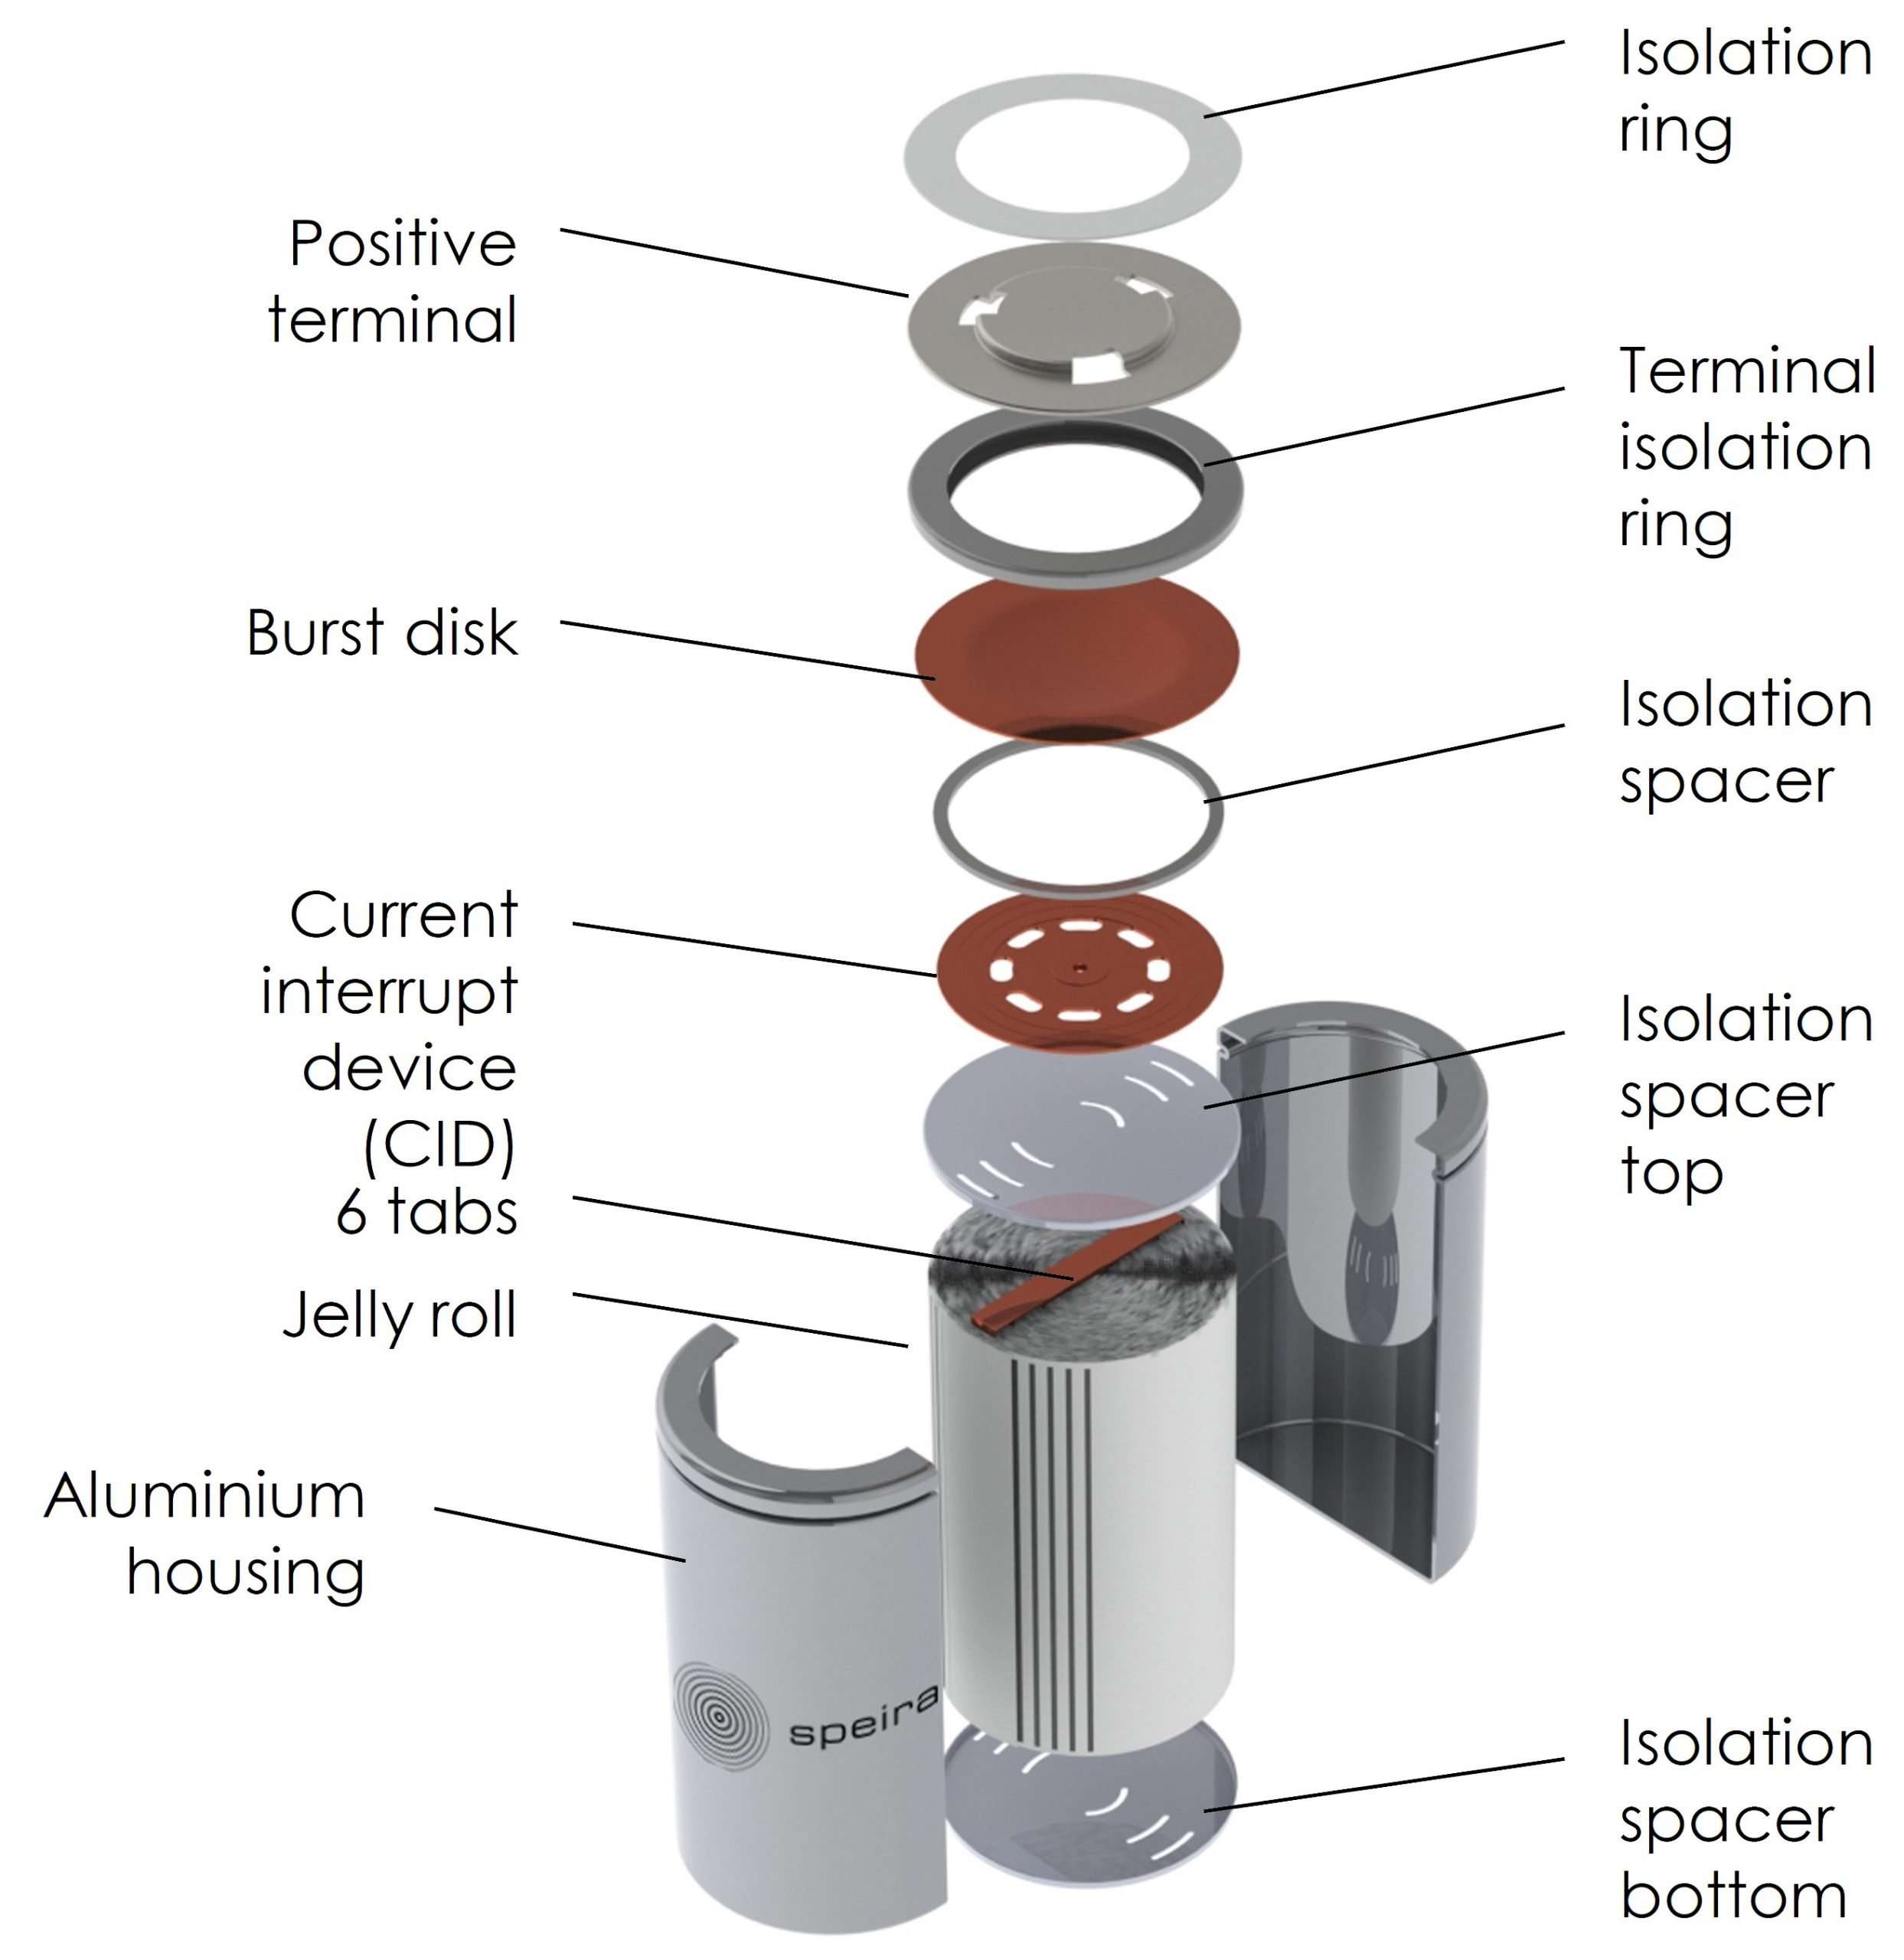 Isolation
ring
Positive
terminal
Terminal
isolation
ring
Burst disk
Isolation
spacer
Current
interrupt
device
(CID)
Isolation
spacer
top
6 tabs
Jelly roll
Aluminium
housing
speira
Isolation
spacer
bottom